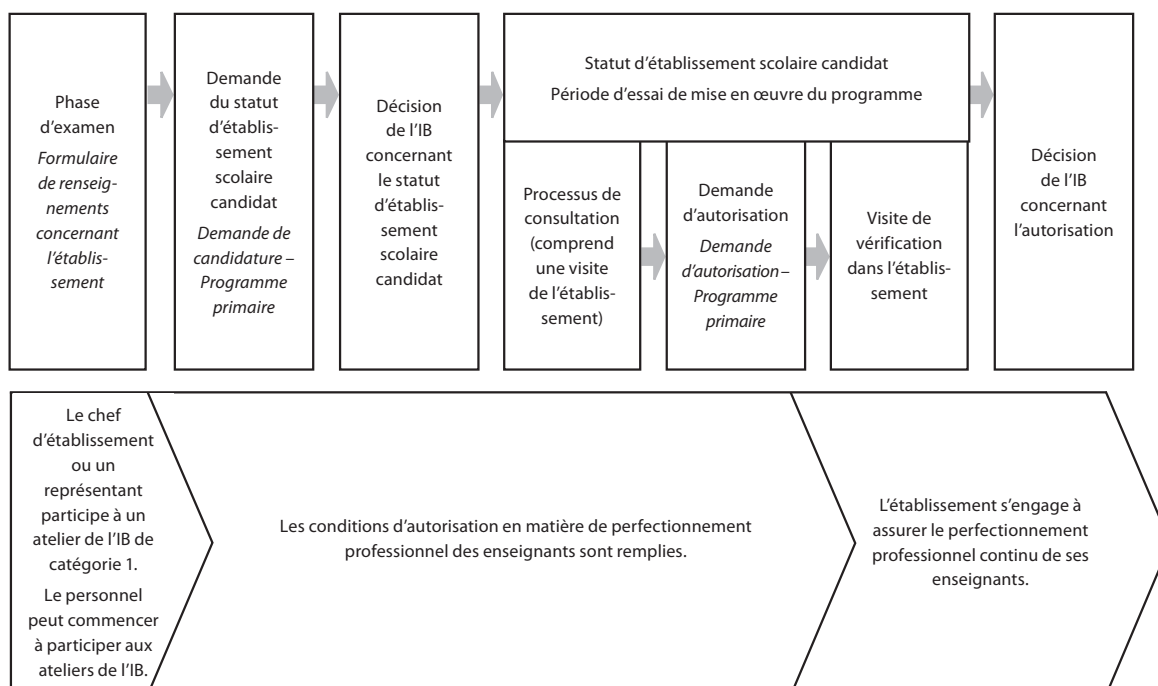 Phase
d'examen
Formulaire
de renseig-
nements
concernant
l'établis-
sement
Demande
du statut
d'établis-
sement
scolaire
candidat
Demande de
candidature –
Programme
primaire
Décision
de l'IB
concernant
le statut
d'établis-
sement
scolaire
candidat
Statut d'établissement scolaire candidat
Période d'essai de mise en œuvre du programme
Processus de
consultation
(comprend
une visite
de l'établis-
sement)
Demande
d'autorisation
Demande
d'autorisation –
Programme
primaire
Visite de
vérification
dans l'établis-
sement
Décision
de l'IB
concernant
l'autorisation
Le chef
d'établissement
ou un
représentant
participe à un
atelier de l'IB de
catégorie 1.
Le personnel
peut commencer
à participer aux
ateliers de l'IB.
Les conditions d'autorisation en matière de perfectionnement
professionnel des enseignants sont remplies.
L'établissement s'engage à
assurer le perfectionnement
professionnel continu de ses
enseignants.